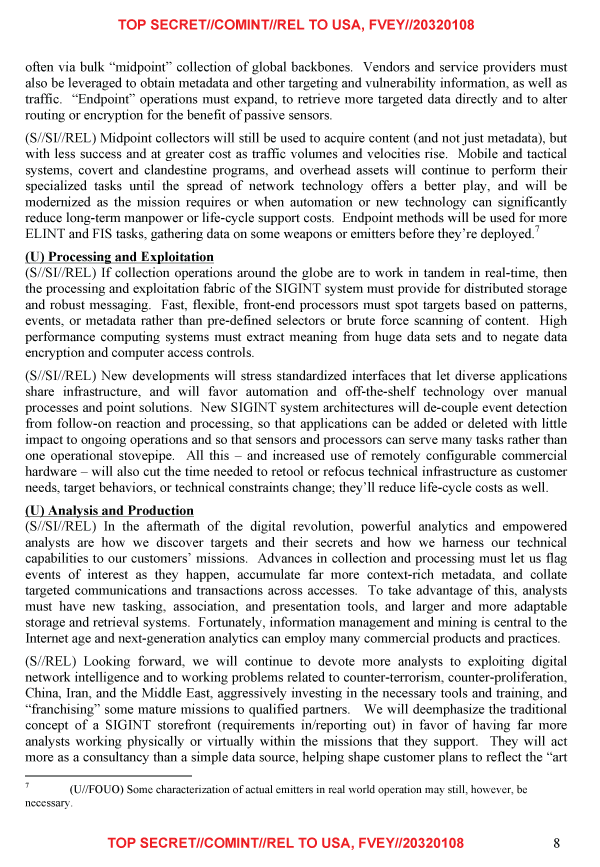 TOP SECRET//COMINT//REL TO USA, FVEY//20320108
often via bulk “midpoint” collection of global backbones.  Vendors and service providers must
also be leveraged to obtain metadata and other targeting and vulnerability information, as well as
traffic.  “Endpoint” operations must expand, to retrieve more targeted data directly and to alter
routing or encryption for the benefit of passive sensors.
(S//SI//REL) Midpoint collectors will still be used to acquire content (and not just metadata), but
with less success and at greater cost as traffic volumes and velocities rise.  Mobile and tactical
systems, covert and clandestine programs, and overhead assets will continue to perform their
specialized tasks until the spread of network technology offers a better play, and will be
modernized as the mission requires or when automation or new technology can significantly
reduce long-term manpower or life-cycle support costs.  Endpoint methods will be used for more
ELINT and FIS tasks, gathering data on some weapons or emitters before they’re deployed.7
(U) Processing and Exploitation
(S//SI//REL) If collection operations around the globe are to work in tandem in real-time, then
the processing and exploitation fabric of the SIGINT system must provide for distributed storage
and robust messaging.  Fast, flexible, front-end processors must spot targets based on patterns,
events, or metadata rather than pre-defined selectors or brute force scanning of content.  High
performance computing systems must extract meaning from huge data sets and to negate data
encryption and computer access controls.
(S//SI//REL) New developments will stress standardized interfaces that let diverse applications
share infrastructure, and will favor automation and off-the-shelf technology over manual
processes and point solutions.  New SIGINT system architectures will de-couple event detection
from follow-on reaction and processing, so that applications can be added or deleted with little
impact to ongoing operations and so that sensors and processors can serve many tasks rather than
one operational stovepipe.  All this – and increased use of remotely configurable commercial
hardware – will also cut the time needed to retool or refocus technical infrastructure as customer
needs, target behaviors, or technical constraints change; they’ll reduce life-cycle costs as well.
(U) Analysis and Production
(S//SI//REL) In the aftermath of the digital revolution, powerful analytics and empowered
analysts are how we discover targets and their secrets and how we harness our technical
capabilities to our customers’ missions.  Advances in collection and processing must let us flag
events of interest as they happen, accumulate far more context-rich metadata, and collate
targeted communications and transactions across accesses.  To take advantage of this, analysts
must have new tasking, association, and presentation tools, and larger and more adaptable
storage and retrieval systems.  Fortunately, information management and mining is central to the
Internet age and next-generation analytics can employ many commercial products and practices.
(S//REL) Looking forward, we will continue to devote more analysts to exploiting digital
network intelligence and to working problems related to counter-terrorism, counter-proliferation,
China, Iran, and the Middle East, aggressively investing in the necessary tools and training, and
“franchising” some mature missions to qualified partners.  We will deemphasize the traditional
concept of a SIGINT storefront (requirements in/reporting out) in favor of having far more
analysts working physically or virtually within the missions that they support.  They will act
more as a consultancy than a simple data source, helping shape customer plans to reflect the “art
7 (U//FOUO) Some characterization of actual emitters in real world operation may still, however, be
necessary.
TOP SECRET//COMINT//REL TO USA, FVEY//20320108 8